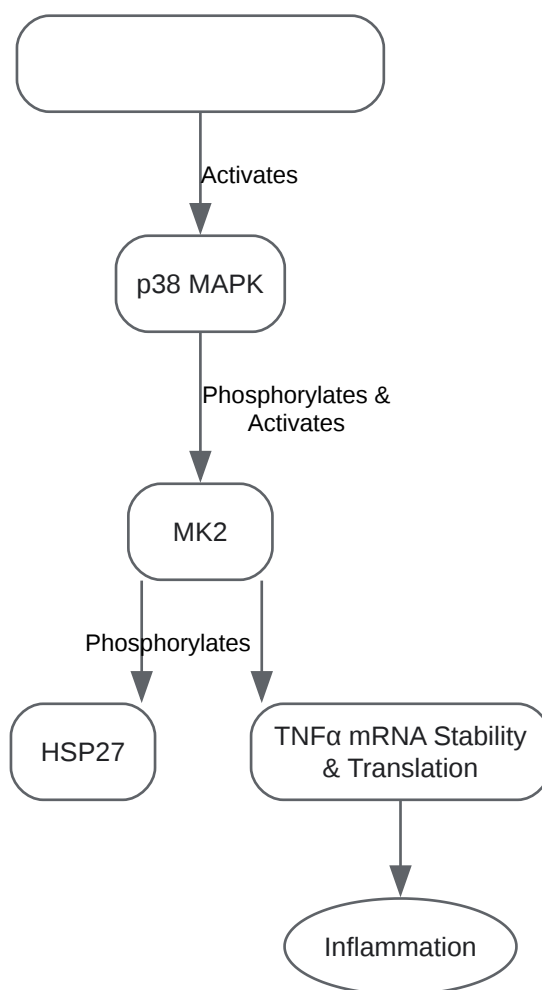 Activates
p38 MAPK
Phosphorylates &
Activates
MK2
Phosphorylates
HSP27
TNFα mRNA Stability
& Translation
Inflammation